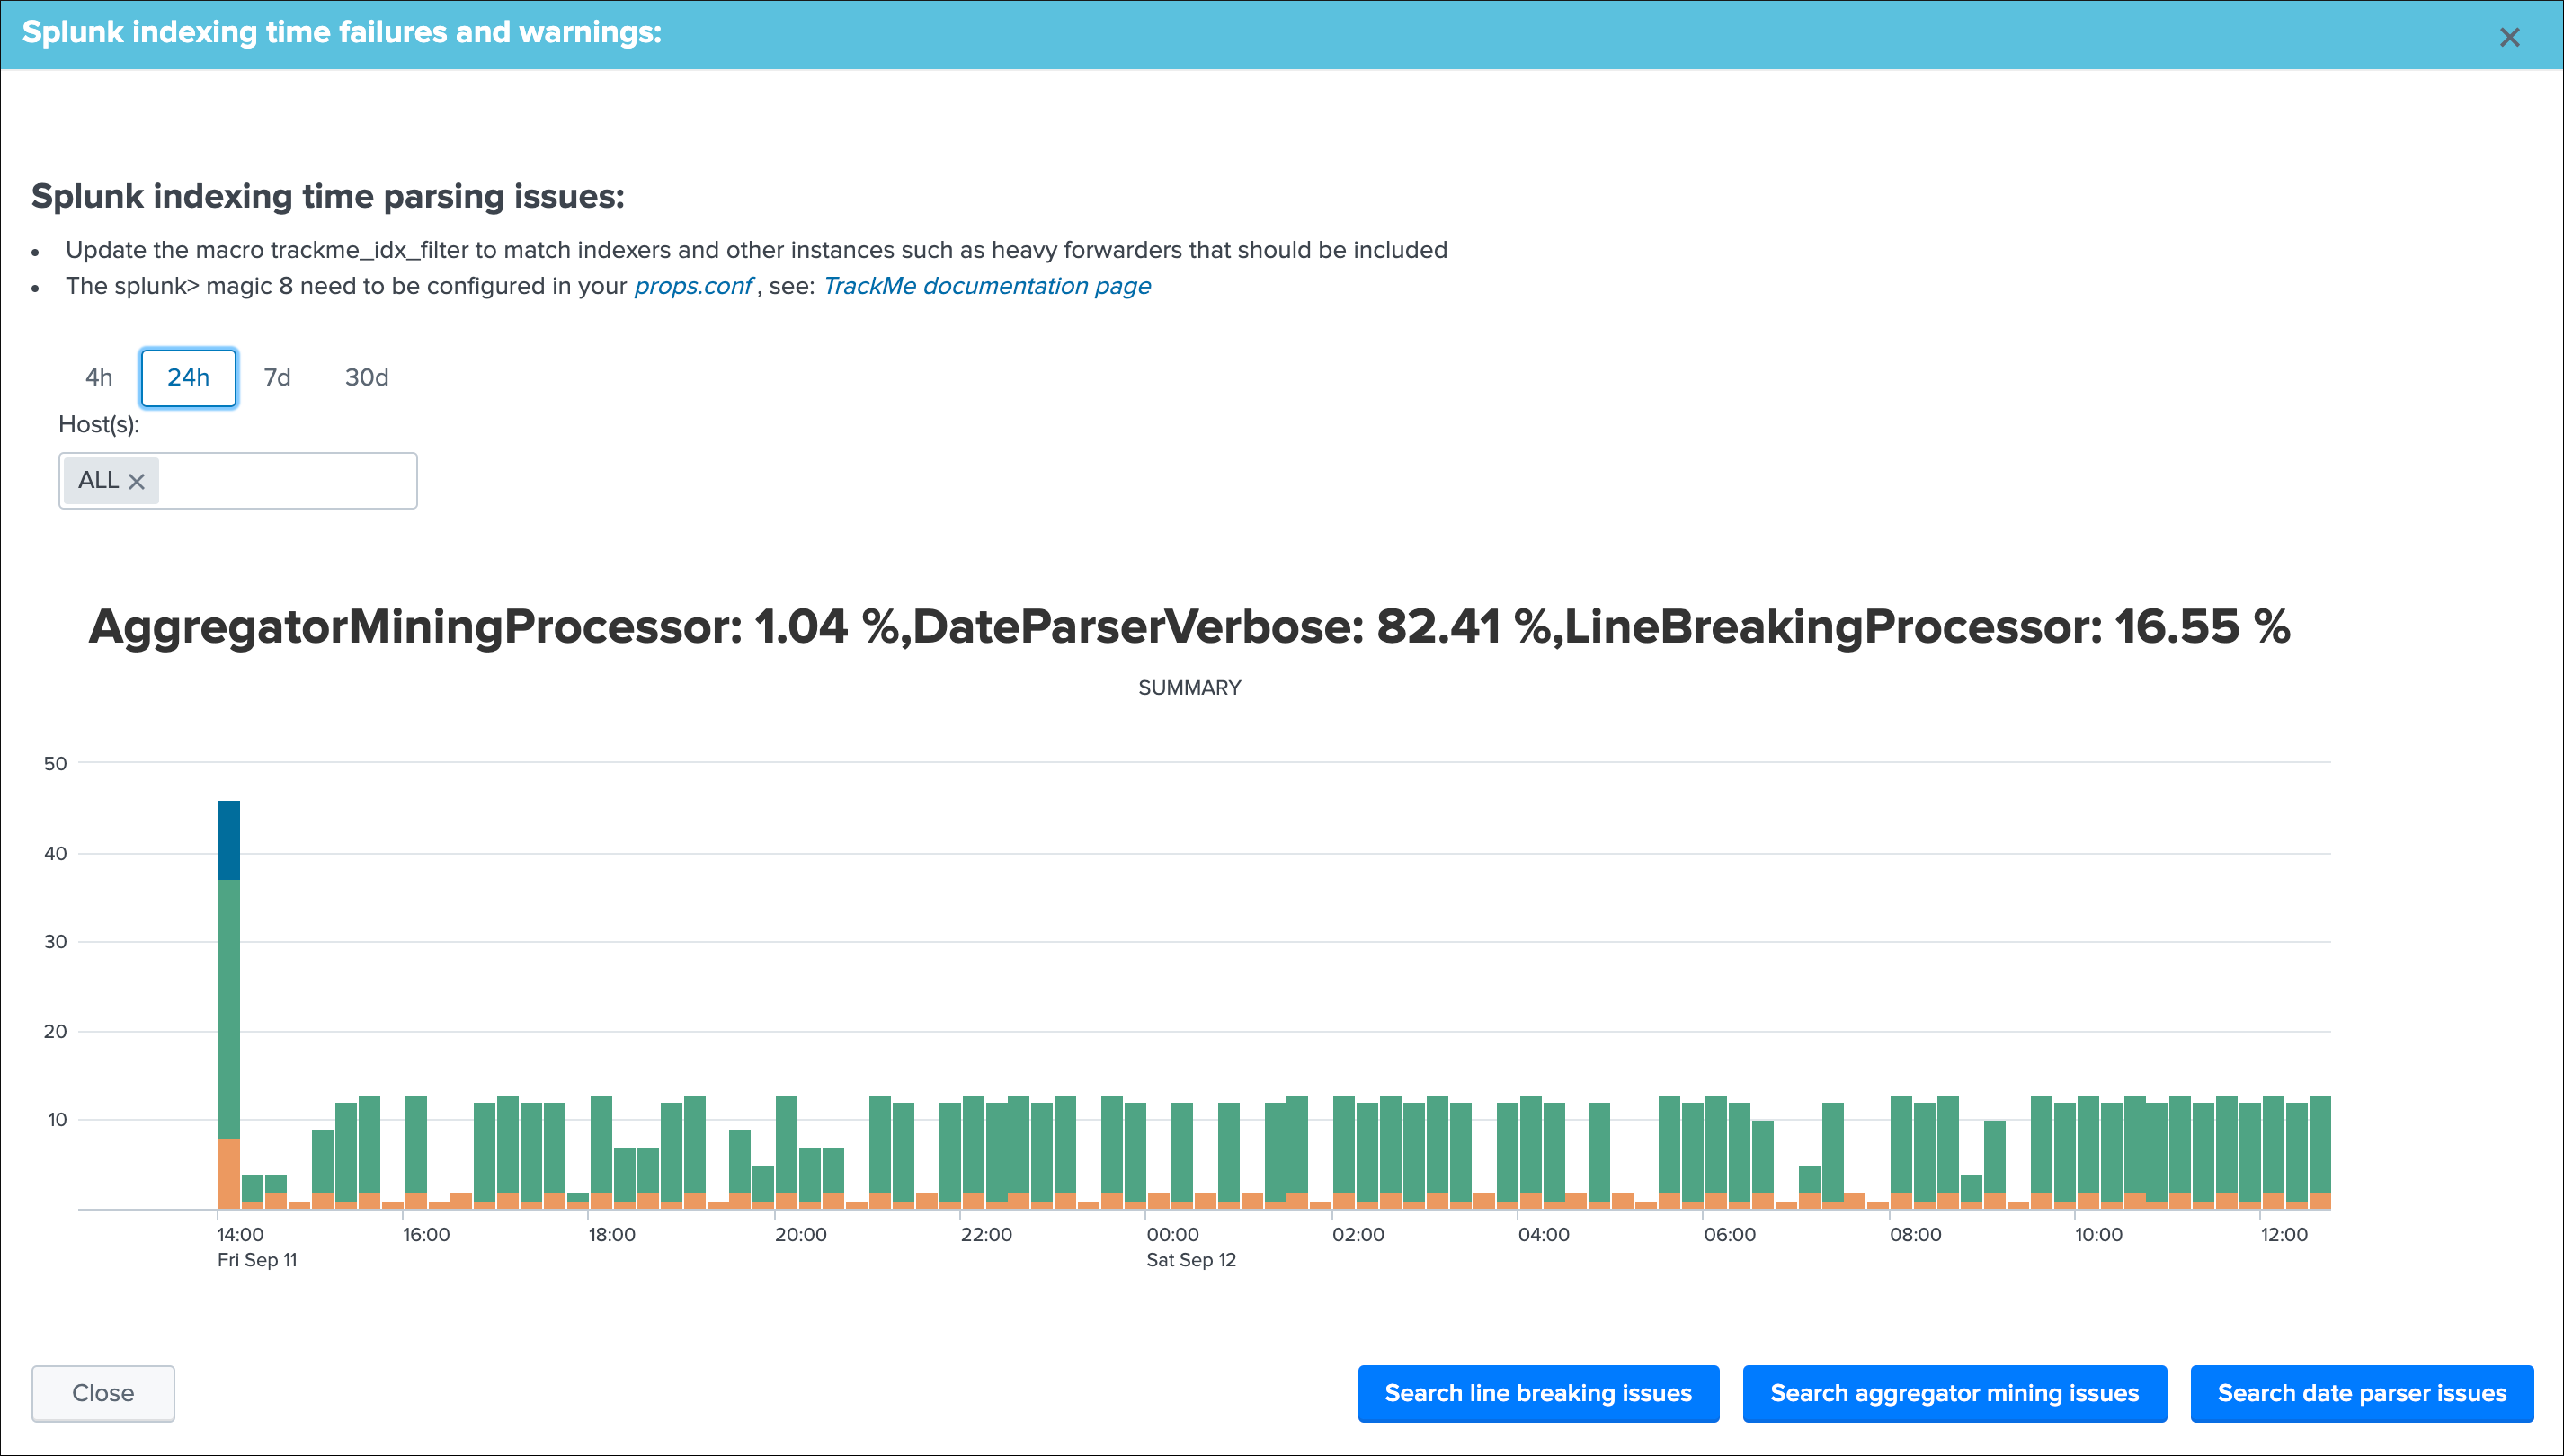 Splunk indexing time failures and warnings:
Splunk indexing time parsing issues:
• Update the macro trackme_idx_filter to match indexers and other instances such as heavy forwarders that should be included
• The splunk> magic 8 need to be configured in your props.conf , see: TrackMe documentation page
4h 24h 7d 30d
Host(s):
ALL
AggregatorMiningProcessor: 1.04 %,DateParserVerbose: 82.41 %,LineBreakingProcessor: 16.55 %
SUMMARY
50
40
30
20
10
14:00 16:00 18:00 20:00 22:00 00:00 02:00 04:00 06:00 08:00 10:00 12:00
Fri Sep 11 Sat Sep 12
Close Search line breaking issues Search aggregator mining issues Search date parser issues